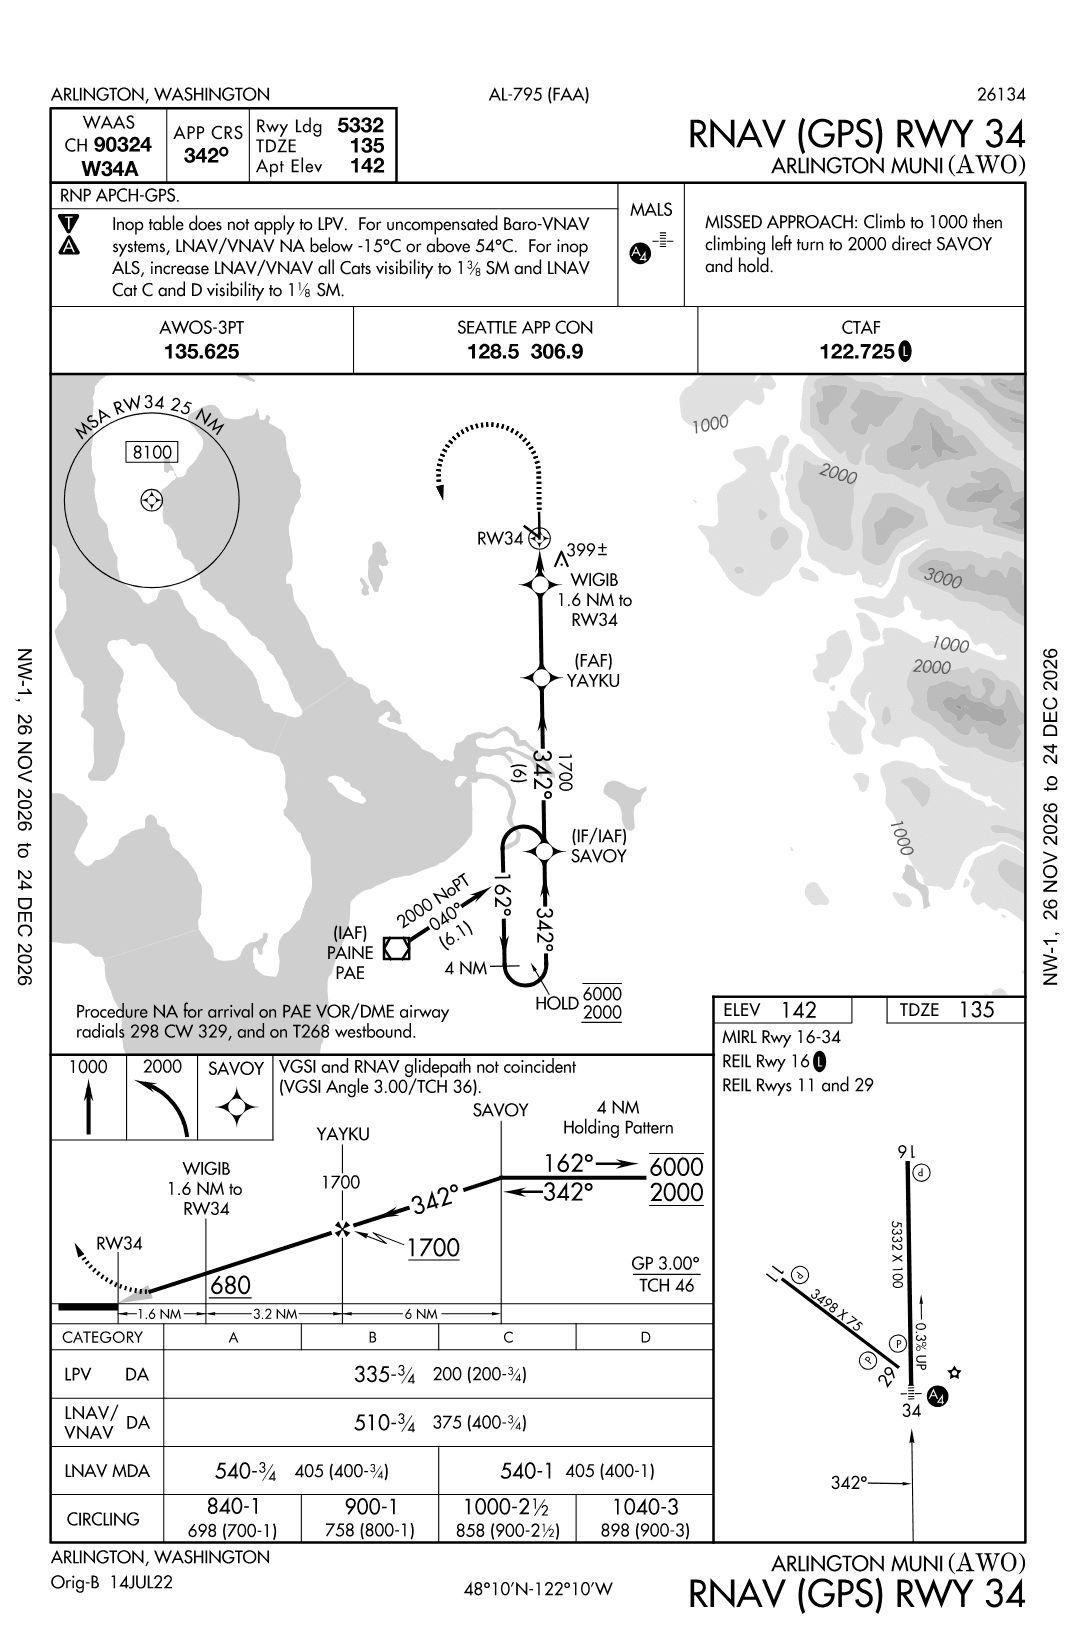 ARLINGTON, WASHINGTON
AL-795 (FAA)
26134
WAAS
CH 90324
W34A
APP CRS
342°
Rwy Ldg 5332
TDZE 135
Apt Elev 142
RNAV (GPS) RWY 34
ARLINGTON MUNI (AWO)
RNP APCH-GPS.
T
A
Inop table does not apply to LPV. For uncompensated Baro-VNAV
systems, LNAV/VNAV NA below -15°C or above 54°C. For inop
ALS, increase LNAV/VNAV all Cats visibility to 1⅜ SM and LNAV
Cat C and D visibility to 1⅛ SM.
MALS
A4
MISSED APPROACH: Climb to 1000 then
climbing left turn to 2000 direct SAVOY
and hold.
AWOS-3PT
135.625
SEATTLE APP CON
128.5 306.9
CTAF
122.725 L
MSA RW34 25 NM
8100
1000
2000
3000
1000
2000
1000
RW34
399±
WIGIB
1.6 NM to
RW34
(FAF)
YAYKU
1700
342°
(6)
(IF/IAF)
SAVOY
2000 NoPT
040°
(6.1)
(IAF)
PAINE
PAE
162°
342°
4 NM
HOLD 6000
2000
Procedure NA for arrival on PAE VOR/DME airway
radials 298 CW 329, and on T268 westbound.
NW-1, 26 NOV 2026 to 24 DEC 2026
NW-1, 26 NOV 2026 to 24 DEC 2026
ELEV 142
TDZE 135
MIRL Rwy 16-34
REIL Rwy 16 L
REIL Rwys 11 and 29
16
P
5332 X 100
11
P
3498 X 75
P
P
29
0.3% UP
A4
34
342°
1000
2000
SAVOY
VGSI and RNAV glidepath not coincident
(VGSI Angle 3.00/TCH 36).
SAVOY
4 NM
Holding Pattern
YAYKU
162°
6000
342°
2000
WIGIB
1.6 NM to
RW34
1700
342°
RW34
1700
680
GP 3.00°
TCH 46
1.6 NM
3.2 NM
6 NM
CATEGORY A B C D
LPV DA 335-¾ 200 (200-¾)
LNAV/
VNAV DA 510-¾ 375 (400-¾)
LNAV MDA 540-¾ 405 (400-¾) 540-1 405 (400-1)
CIRCLING
840-1 900-1 1000-2½ 1040-3
698 (700-1) 758 (800-1) 858 (900-2½) 898 (900-3)
ARLINGTON, WASHINGTON
Orig-B 14JUL22
48°10'N-122°10'W
ARLINGTON MUNI (AWO)
RNAV (GPS) RWY 34